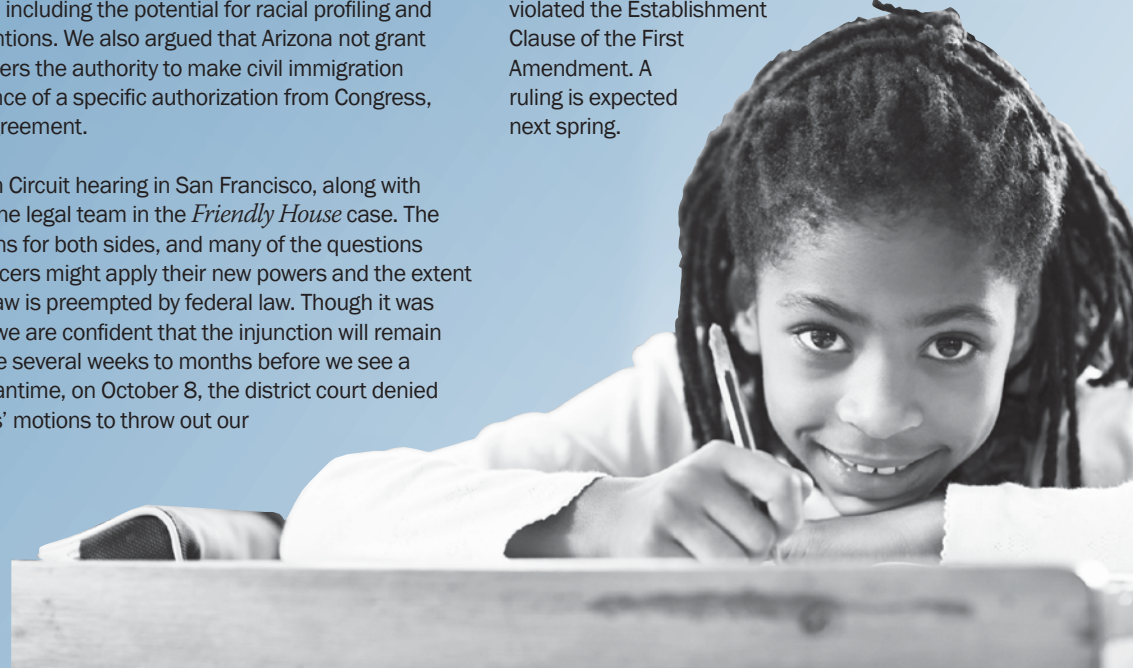 including the potential for racial profiling and
ntions. We also argued that Arizona not grant
ers the authority to make civil immigration
nce of a specific authorization from Congress,
reement.
n Circuit hearing in San Francisco, along with
he legal team in the Friendly House case. The
ns for both sides, and many of the questions
cers might apply their new powers and the extent
aw is preempted by federal law. Though it was
we are confident that the injunction will remain
e several weeks to months before we see a
antime, on October 8, the district court denied
s’ motions to throw out our
violated the Establishment
Clause of the First
Amendment. A
ruling is expected
next spring.